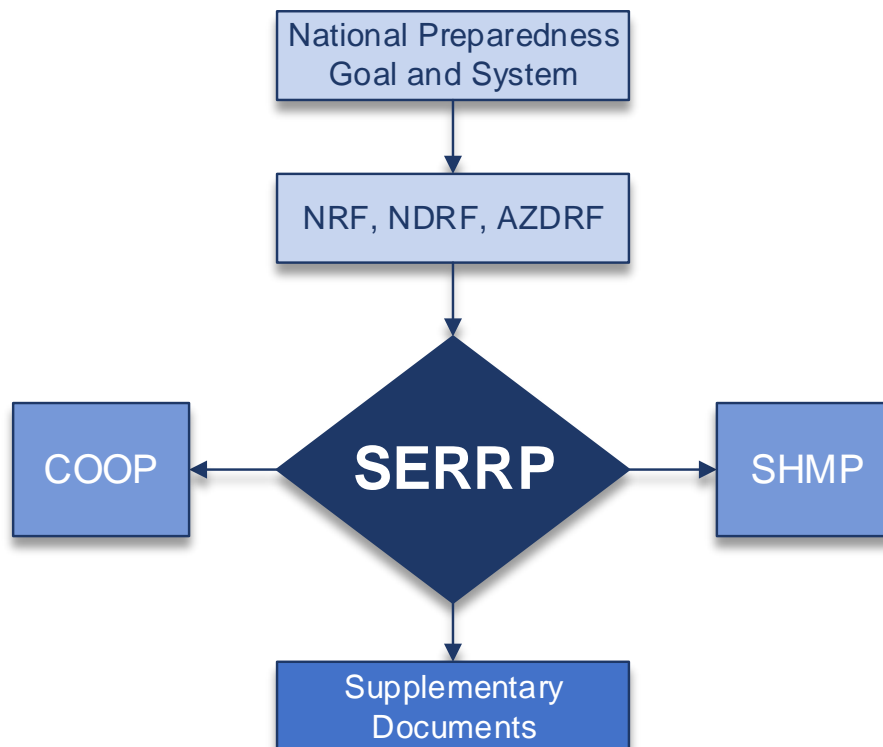 National Preparedness
Goal and System
NRF, NDRF, AZDRF
COOP
SERRP
SHMP
Supplementary
Documents